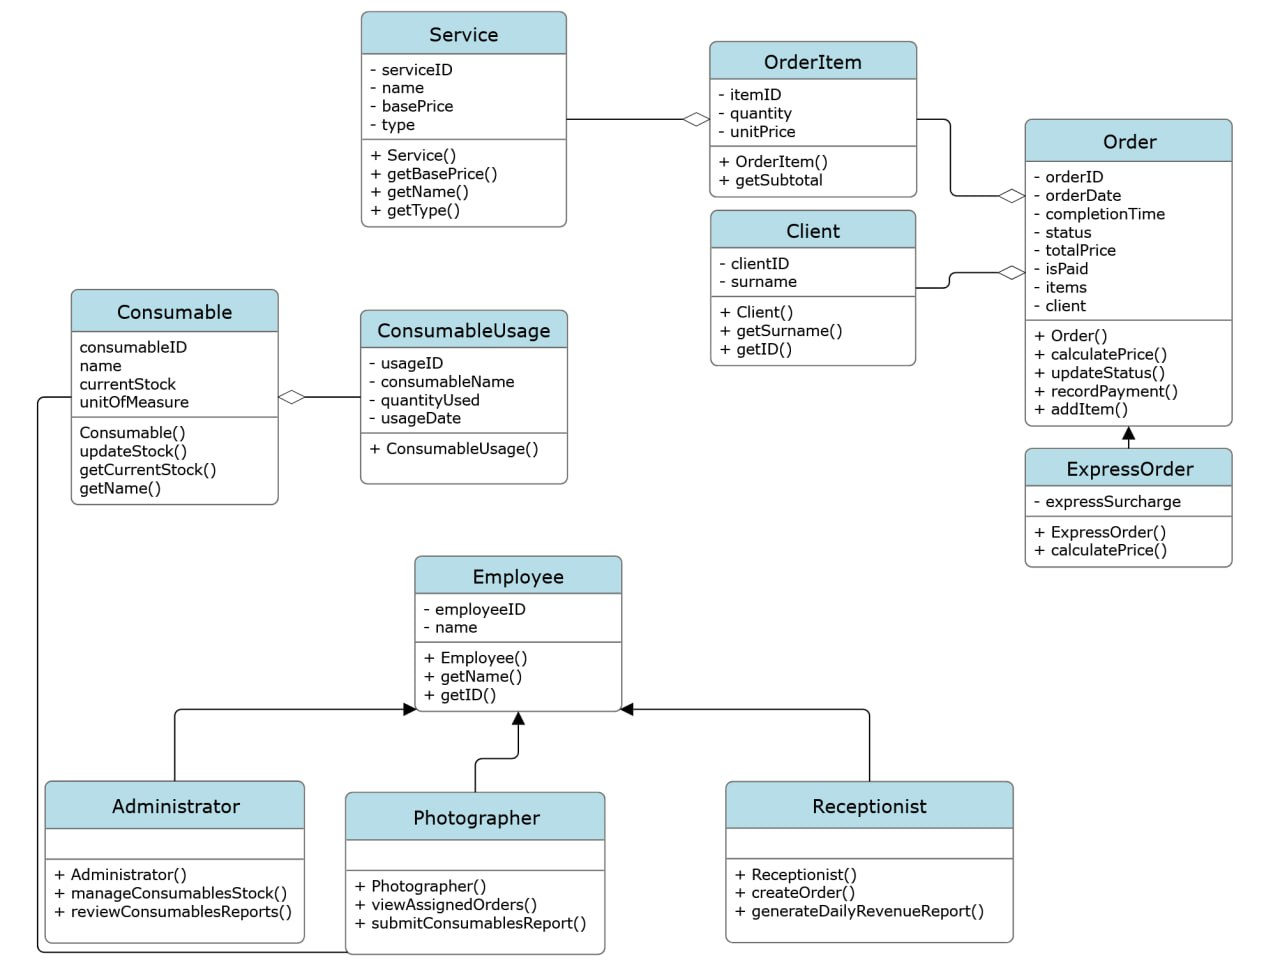 Service
- serviceID
- name
- basePrice
- type
+ Service()
+ getBasePrice()
+ getName()
+ getType()
OrderItem
- itemID
- quantity
- unitPrice
+ OrderItem()
+ getSubtotal
Order
- orderID
- orderDate
- completionTime
- status
- totalPrice
- isPaid
- items
- client
+ Order()
+ calculatePrice()
+ updateStatus()
+ recordPayment()
+ addItem()
Client
- clientID
- surname
+ Client()
+ getSurname()
+ getID()
Consumable
consumableID
name
currentStock
unitOfMeasure
Consumable()
updateStock()
getCurrentStock()
getName()
ConsumableUsage
- usageID
- consumableName
- quantityUsed
- usageDate
+ ConsumableUsage()
ExpressOrder
- expressSurcharge
+ ExpressOrder()
+ calculatePrice()
Employee
- employeeID
- name
+ Employee()
+ getName()
+ getID()
Administrator
+ Administrator()
+ manageConsumablesStock()
+ reviewConsumablesReports()
Photographer
+ Photographer()
+ viewAssignedOrders()
+ submitConsumablesReport()
Receptionist
+ Receptionist()
+ createOrder()
+ generateDailyRevenueReport()